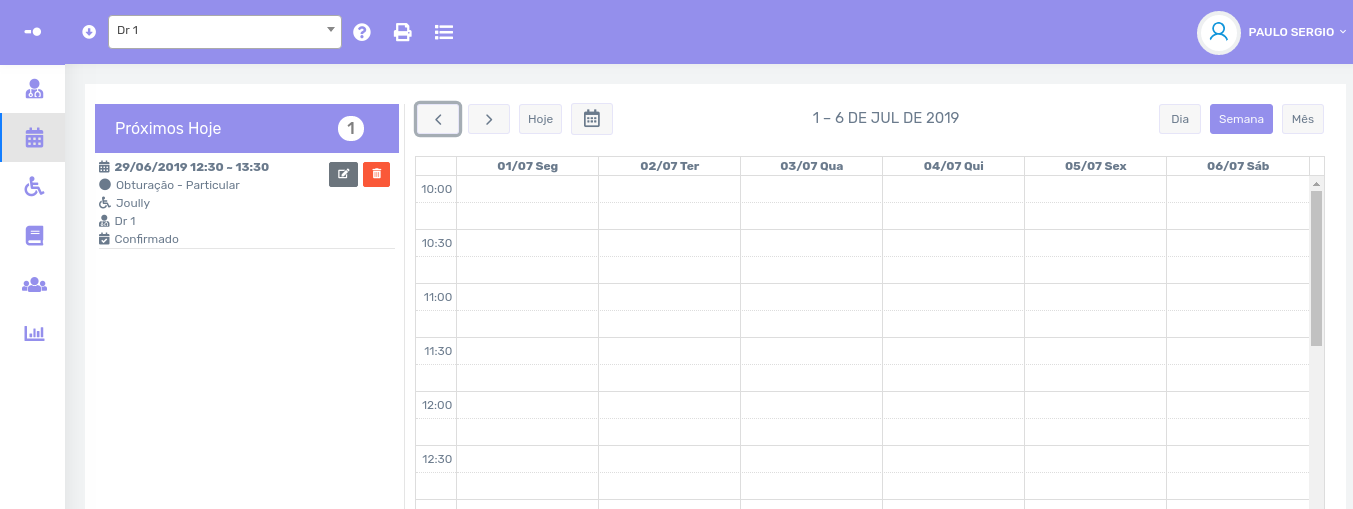 Dr 1
PAULO SERGIO
Próximos Hoje
1
29/06/2019 12:30 – 13:30
Obturação - Particular
Joully
Dr 1
Confirmado
Hoje
1 – 6 DE JUL DE 2019
Dia
Semana
Mês
01/07 Seg
02/07 Ter
03/07 Qua
04/07 Qui
05/07 Sex
06/07 Sáb
10:00
10:30
11:00
11:30
12:00
12:30